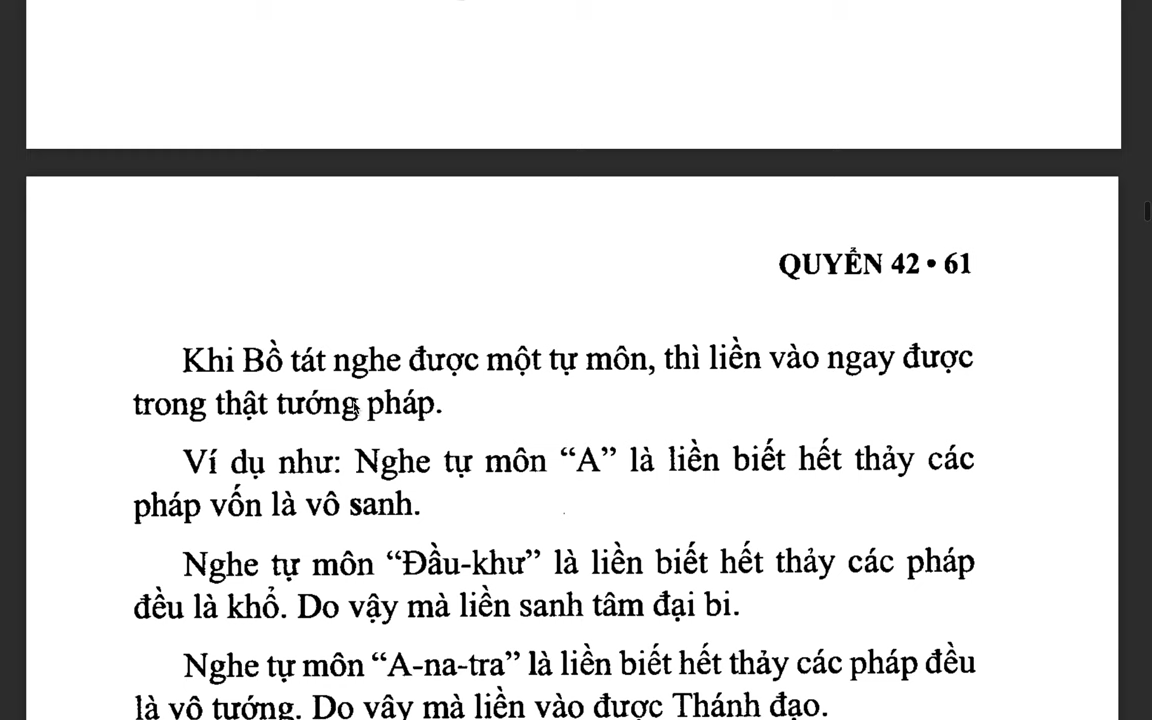 QUYỂN 42 • 61
Khi Bồ tát nghe được một tự môn, thì liền vào ngay được
trong thật tướng pháp.
Ví dụ như: Nghe tự môn “A” là liền biết hết thảy các
pháp vốn là vô sanh.
Nghe tự môn “Đầu-khư” là liền biết hết thảy các pháp
đều là khổ. Do vậy mà liền sanh tâm đại bi.
Nghe tự môn “A-na-tra” là liền biết hết thảy các pháp đều
là vô tướng. Do vậy mà liền vào được Thánh đạo.